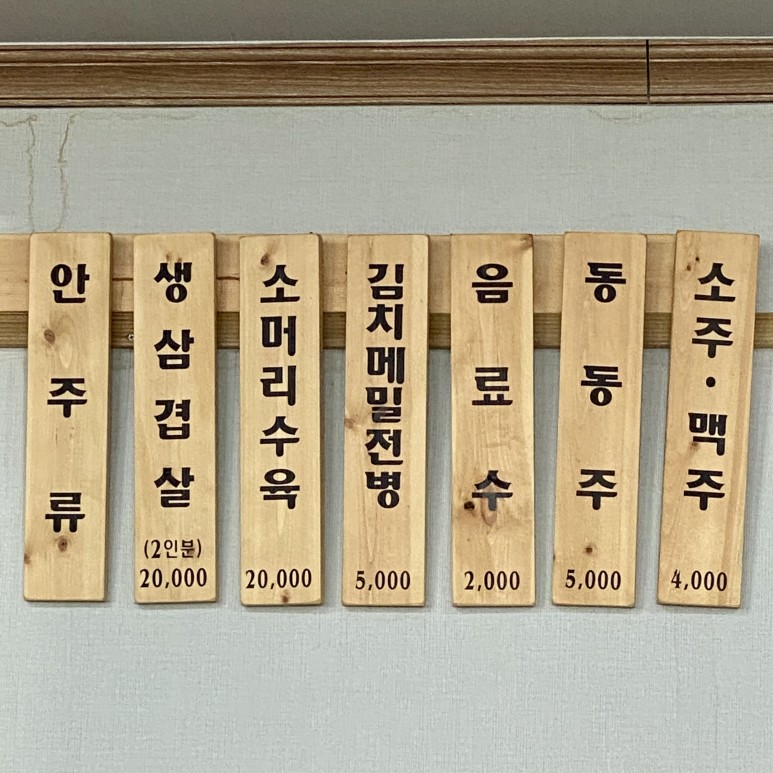 안주류
생삼겹살
(2인분)
20,000
소머리수육
20,000
김치메밀전병
5,000
음료수
2,000
동동주
5,000
소주·맥주
4,000